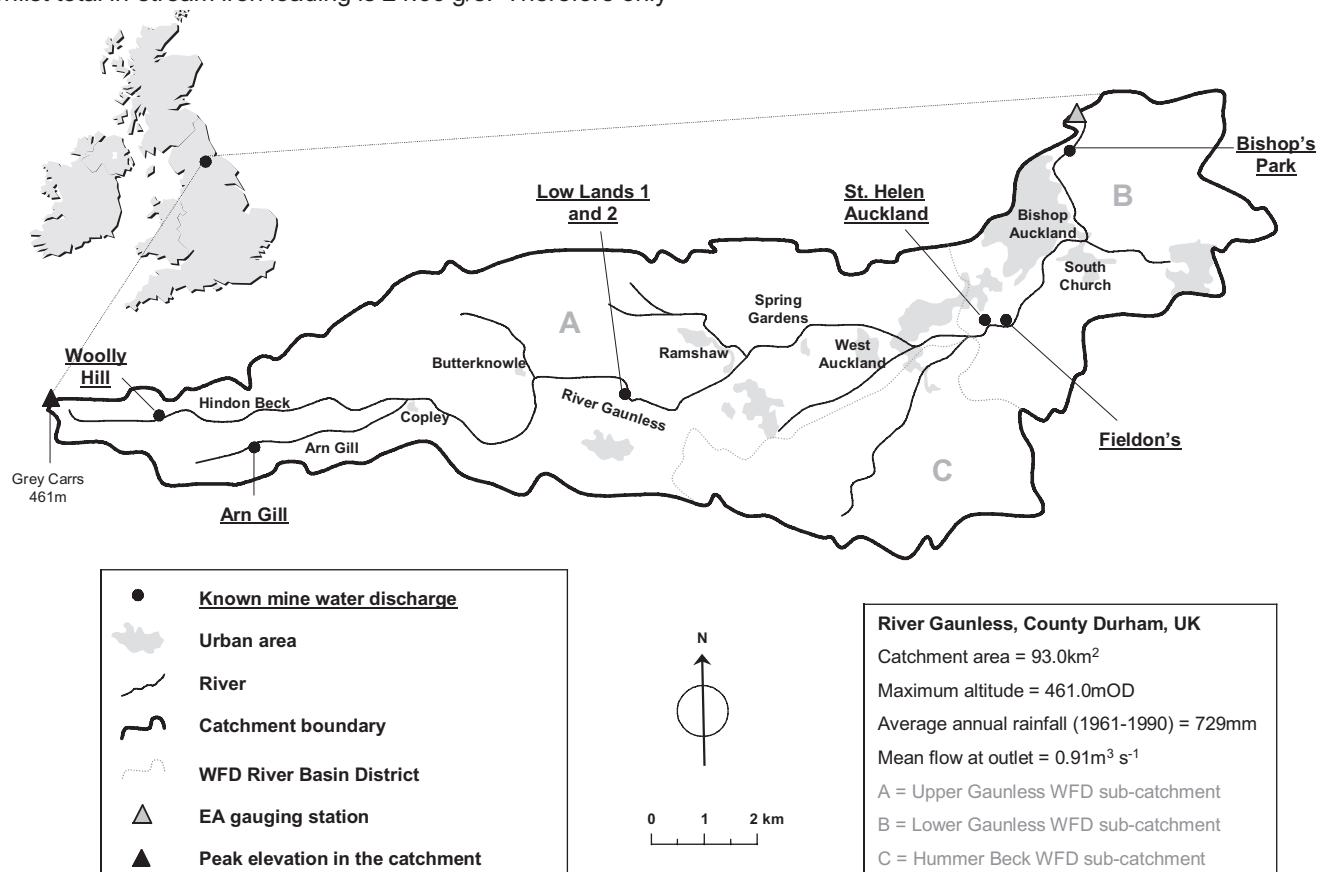 Bishop's
Park
Low Lands 1
and 2
St. Helen
Auckland
B
Bishop
Auckland
South
Church
Spring
Gardens
A
Woolly
Hill
Butterknowle
Ramshaw
West
Auckland
Hindon Beck
River Gaunless
Copley
Fieldon's
Arn Gill
C
Grey Carrs
461m
Arn Gill
Known mine water discharge
Urban area
River
Catchment boundary
WFD River Basin District
EA gauging station
Peak elevation in the catchment
N
0 1 2 km
River Gaunless, County Durham, UK
Catchment area = 93.0km²
Maximum altitude = 461.0mOD
Average annual rainfall (1961-1990) = 729mm
Mean flow at outlet = 0.91m³ s⁻¹
A = Upper Gaunless WFD sub-catchment
B = Lower Gaunless WFD sub-catchment
C = Hummer Beck WFD sub-catchment